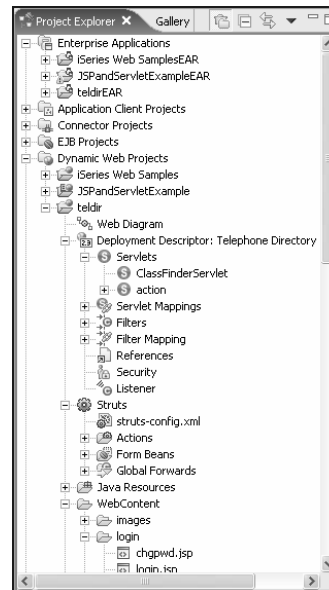 Project Explorer Gallery
Enterprise Applications
iSeries Web SamplesEAR
JSPandServletExampleEAR
teldirEAR
Application Client Projects
Connector Projects
EJB Projects
Dynamic Web Projects
iSeries Web Samples
JSPandServletExample
teldir
Web Diagram
Deployment Descriptor: Telephone Directory
Servlets
ClassFinderServlet
action
Servlet Mappings
Filters
Filter Mapping
References
Security
Listener
Struts
struts-config.xml
Actions
Form Beans
Global Forwards
Java Resources
WebContent
images
login
chgpwd.jsp
login.jsp